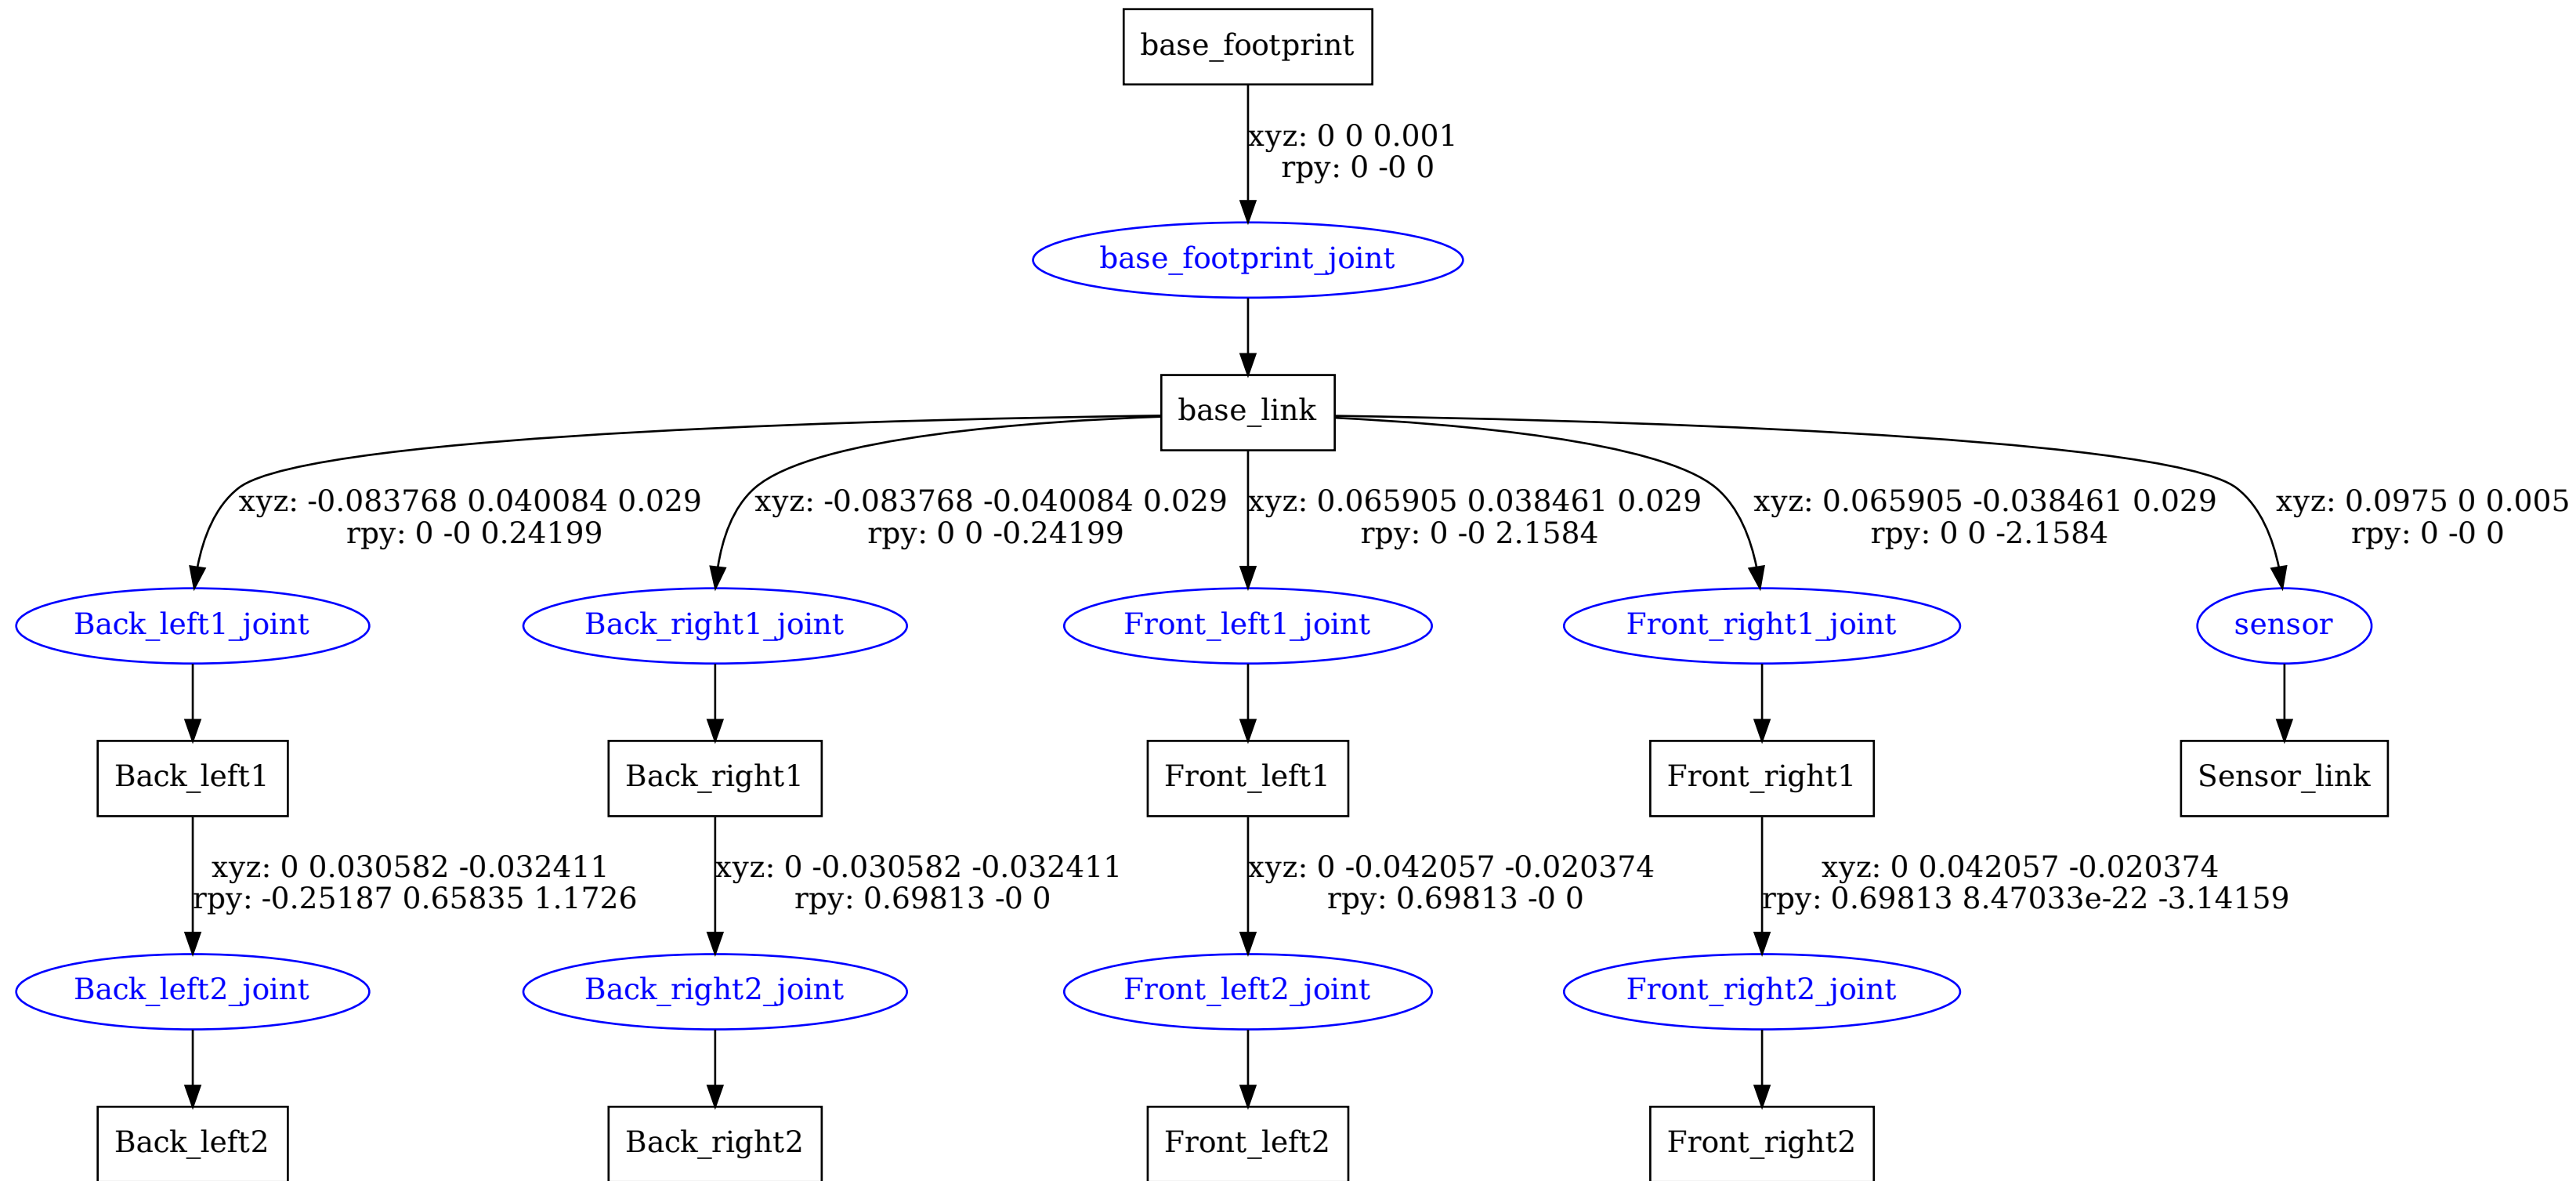 base_footprint
xyz: 0 0 0.001
rpy: 0 -0 0
base_footprint_joint
base_link
xyz: -0.083768 0.040084 0.029
rpy: 0 -0 0.24199
xyz: -0.083768 -0.040084 0.029
rpy: 0 0 -0.24199
xyz: 0.065905 0.038461 0.029
rpy: 0 -0 2.1584
xyz: 0.065905 -0.038461 0.029
rpy: 0 0 -2.1584
xyz: 0.0975 0 0.005
rpy: 0 -0 0
Back_left1_joint
Back_right1_joint
Front_left1_joint
Front_right1_joint
sensor
Back_left1
Back_right1
Front_left1
Front_right1
Sensor_link
xyz: 0 0.030582 -0.032411
rpy: -0.25187 0.65835 1.1726
xyz: 0 -0.030582 -0.032411
rpy: 0.69813 -0 0
xyz: 0 -0.042057 -0.020374
rpy: 0.69813 -0 0
xyz: 0 0.042057 -0.020374
rpy: 0.69813 8.47033e-22 -3.14159
Back_left2_joint
Back_right2_joint
Front_left2_joint
Front_right2_joint
Back_left2
Back_right2
Front_left2
Front_right2